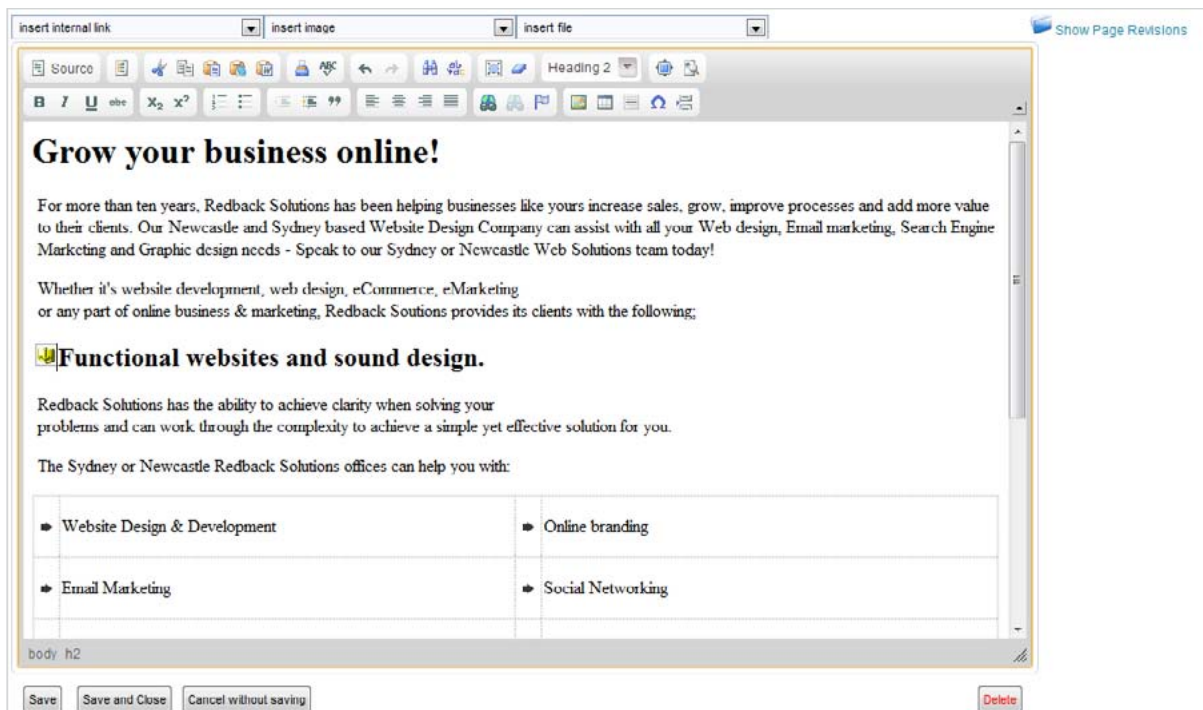 insert internal link insert image insert file Show Page Revisions
Source ABC Heading 2
B I U abc X₂ x²
Grow your business online!
For more than ten years, Redback Solutions has been helping businesses like yours increase sales, grow, improve processes and add more value
to their clients. Our Newcastle and Sydney based Website Design Company can assist with all your Web design, Email marketing, Search Engine
Marketing and Graphic design needs - Speak to our Sydney or Newcastle Web Solutions team today!
Whether it's website development, web design, eCommerce, eMarketing
or any part of online business & marketing, Redback Soutions provides its clients with the following;
Functional websites and sound design.
Redback Solutions has the ability to achieve clarity when solving your
problems and can work through the complexity to achieve a simple yet effective solution for you.
The Sydney or Newcastle Redback Solutions offices can help you with:
Website Design & Development Online branding
Email Marketing Social Networking
body h2
Save Save and Close Cancel without saving Delete